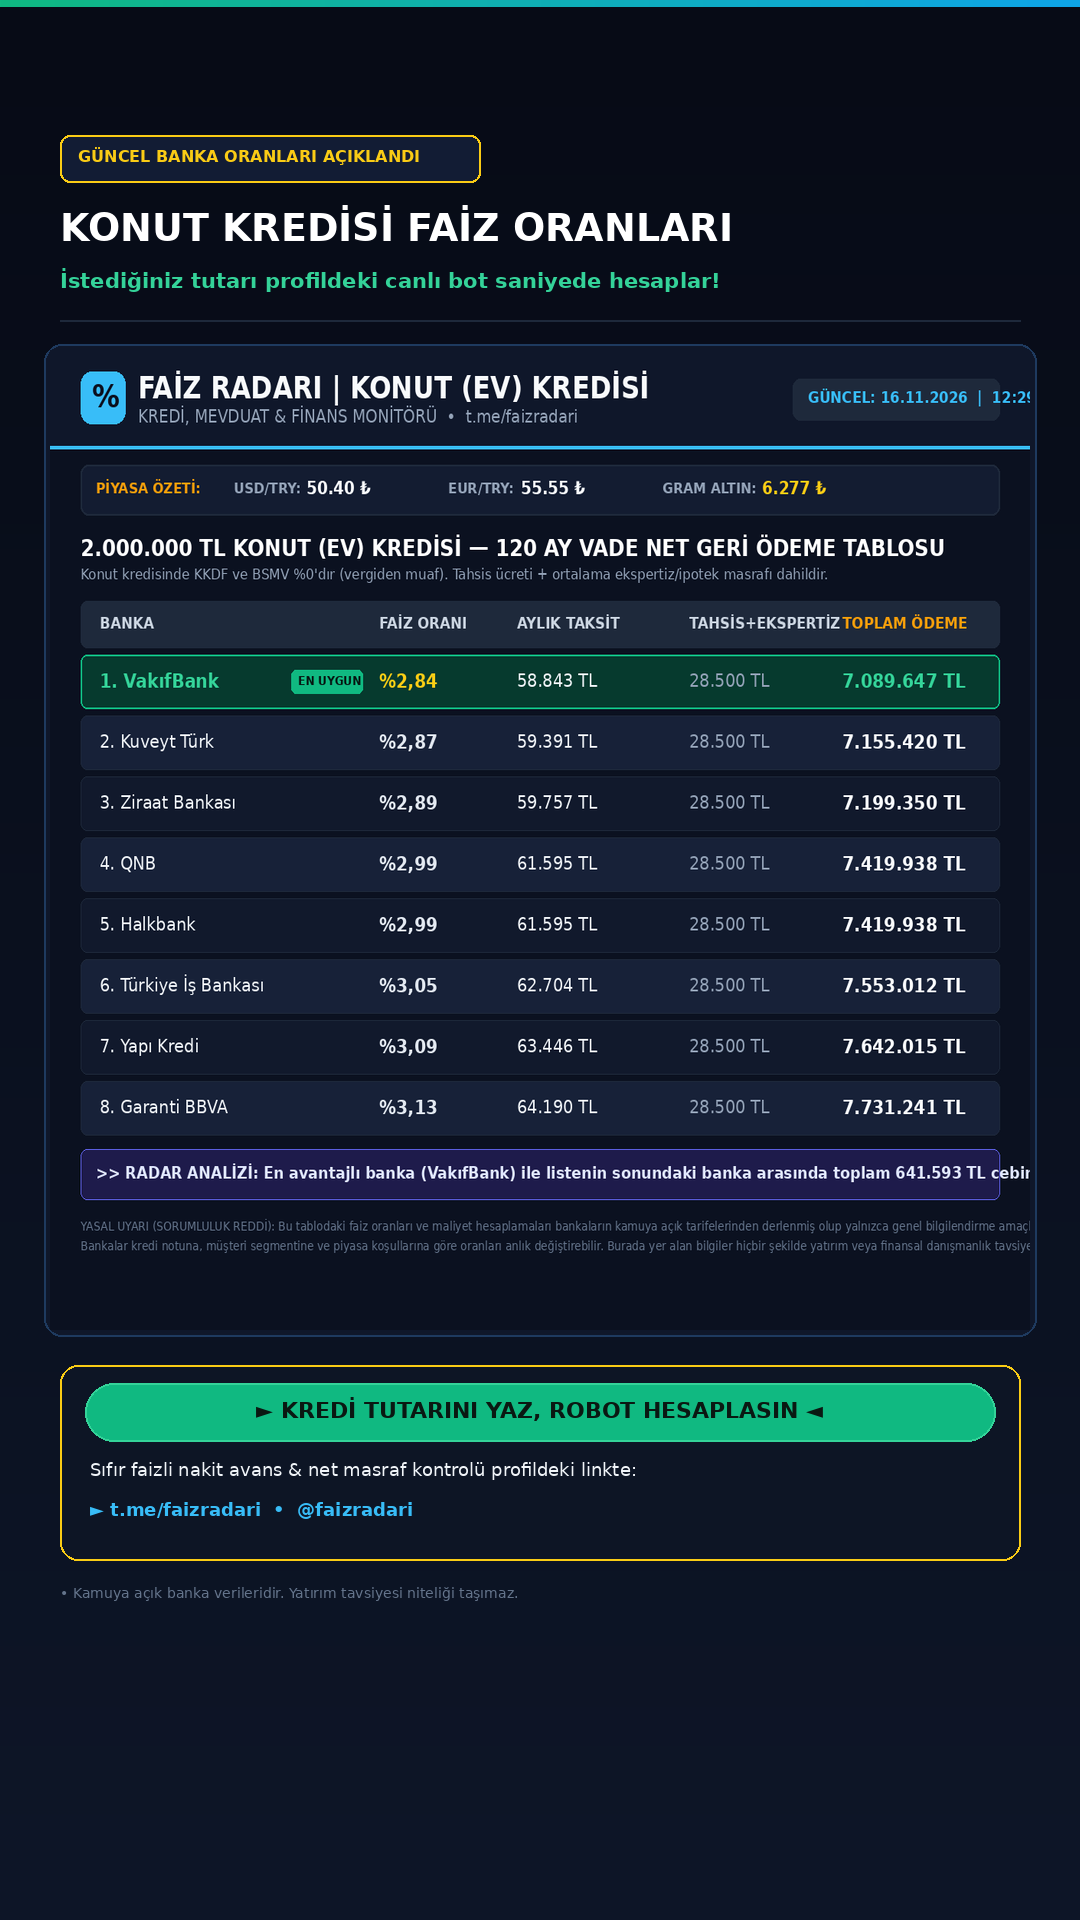 GÜNCEL BANKA ORANLARI AÇIKLANDI
KONUT KREDİSİ FAİZ ORANLARI
İstediğiniz tutarı profildeki canlı bot saniyede hesaplar!
% FAİZ RADARI | KONUT (EV) KREDİSİ
KREDİ, MEVDUAT & FİNANS MONİTÖRÜ • t.me/faizradari
GÜNCEL: 16.11.2026 | 12:29
PİYASA ÖZETİ: USD/TRY: 50.40 ₺ EUR/TRY: 55.55 ₺ GRAM ALTIN: 6.277 ₺
2.000.000 TL KONUT (EV) KREDİSİ — 120 AY VADE NET GERİ ÖDEME TABLOSU
Konut kredisinde KKDF ve BSMV %0'dır (vergiden muaf). Tahsis ücreti + ortalama ekspertiz/ipotek masrafı dahildir.
BANKA FAİZ ORANI AYLIK TAKSİT TAHSİS+EKSPERTİZ TOPLAM ÖDEME
1. VakıfBank EN UYGUN %2,84 58.843 TL 28.500 TL 7.089.647 TL
2. Kuveyt Türk %2,87 59.391 TL 28.500 TL 7.155.420 TL
3. Ziraat Bankası %2,89 59.757 TL 28.500 TL 7.199.350 TL
4. QNB %2,99 61.595 TL 28.500 TL 7.419.938 TL
5. Halkbank %2,99 61.595 TL 28.500 TL 7.419.938 TL
6. Türkiye İş Bankası %3,05 62.704 TL 28.500 TL 7.553.012 TL
7. Yapı Kredi %3,09 63.446 TL 28.500 TL 7.642.015 TL
8. Garanti BBVA %3,13 64.190 TL 28.500 TL 7.731.241 TL
>> RADAR ANALİZİ: En avantajlı banka (VakıfBank) ile listenin sonundaki banka arasında toplam 641.593 TL cebin
YASAL UYARI (SORUMLULUK REDDİ): Bu tablodaki faiz oranları ve maliyet hesaplamaları bankaların kamuya açık tarifelerinden derlenmiş olup yalnızca genel bilgilendirme amaçl
Bankalar kredi notuna, müşteri segmentine ve piyasa koşullarına göre oranları anlık değiştirebilir. Burada yer alan bilgiler hiçbir şekilde yatırım veya finansal danışmanlık tavsiye
► KREDİ TUTARINI YAZ, ROBOT HESAPLASIN ◄
Sıfır faizli nakit avans & net masraf kontrolü profildeki linkte:
► t.me/faizradari • @faizradari
• Kamuya açık banka verileridir. Yatırım tavsiyesi niteliği taşımaz.